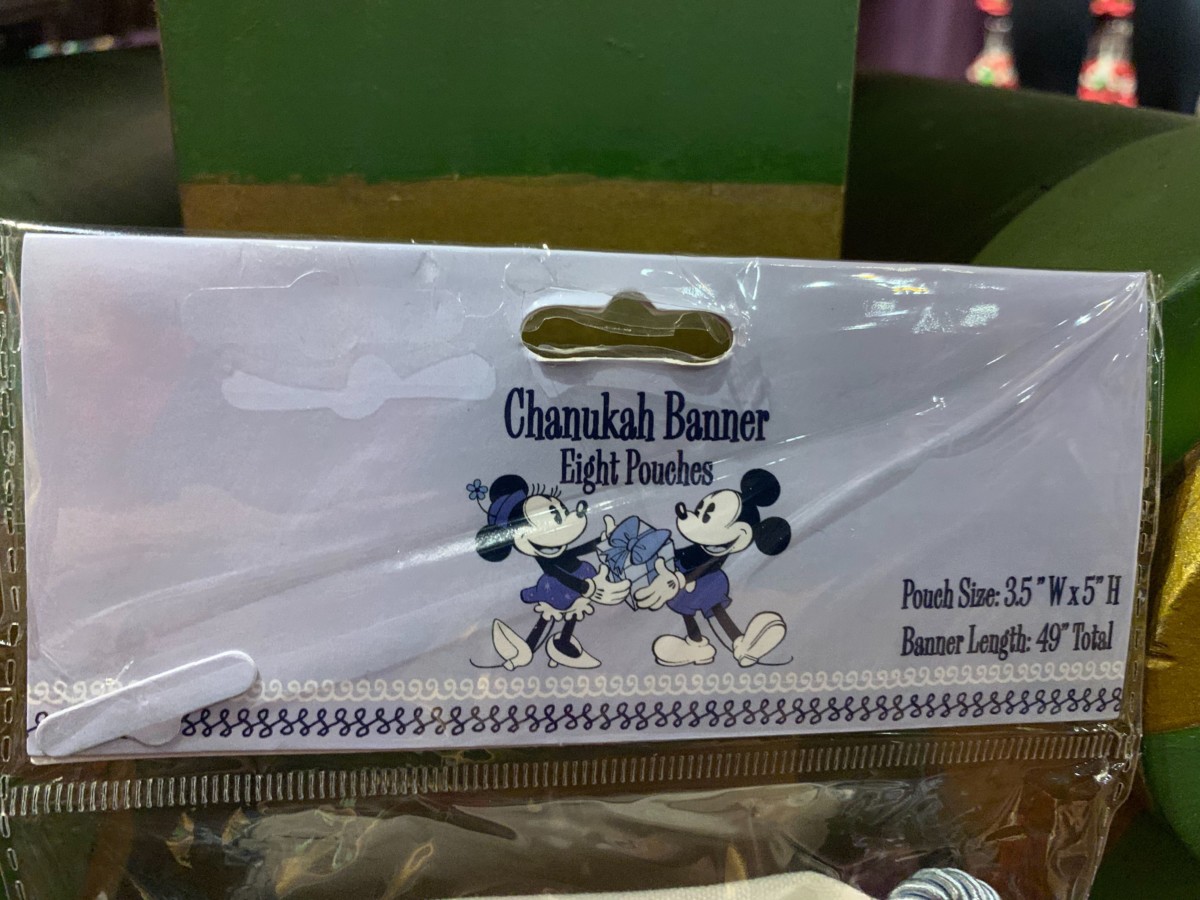 Chanukah Banner
Eight Pouches
Pouch Size: 3.5" W x 5" H
Banner Length: 49" Total